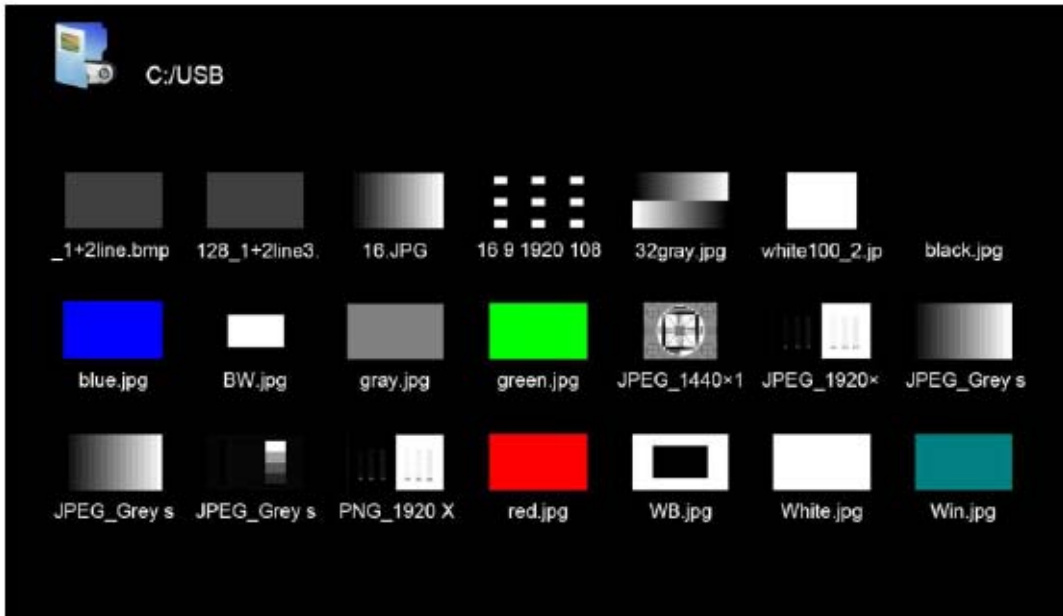 C:/USB
_1+2line.bmp 128_1+2line3. 16.JPG 16 9 1920 108 32gray.jpg white100_2.jp black.jpg
blue.jpg BW.jpg gray.jpg green.jpg JPEG_1440×1 JPEG_1920× JPEG_Grey s
JPEG_Grey s JPEG_Grey s PNG_1920 X red.jpg WB.jpg White.jpg Win.jpg